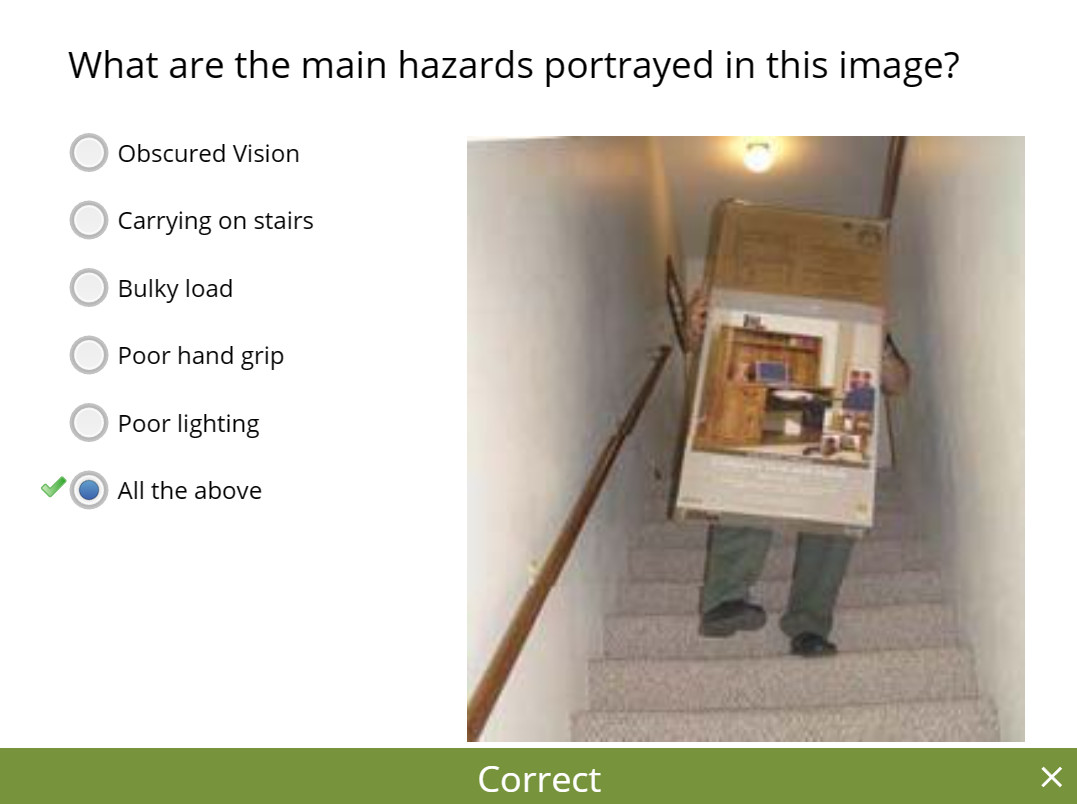 What are the main hazards portrayed in this image?
Obscured Vision
Carrying on stairs
Bulky load
Poor hand grip
Poor lighting
All the above
Correct